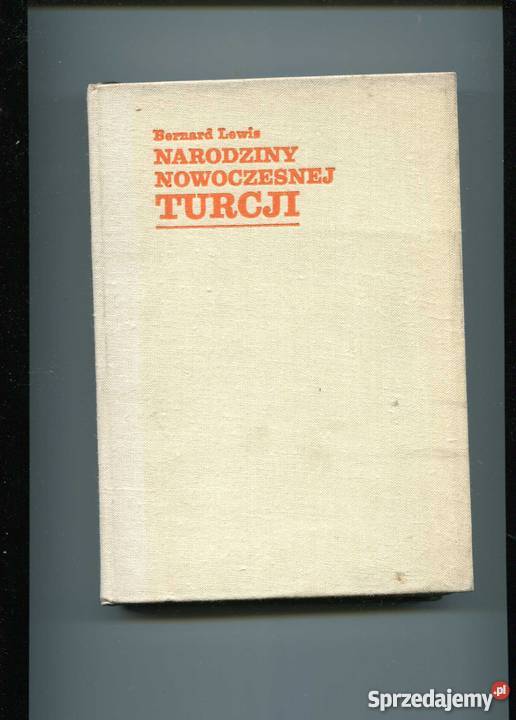 Bernard Lewis
NARODZINY
NOWOCZESNEJ
TURCJI
Sprzedajemy.pl